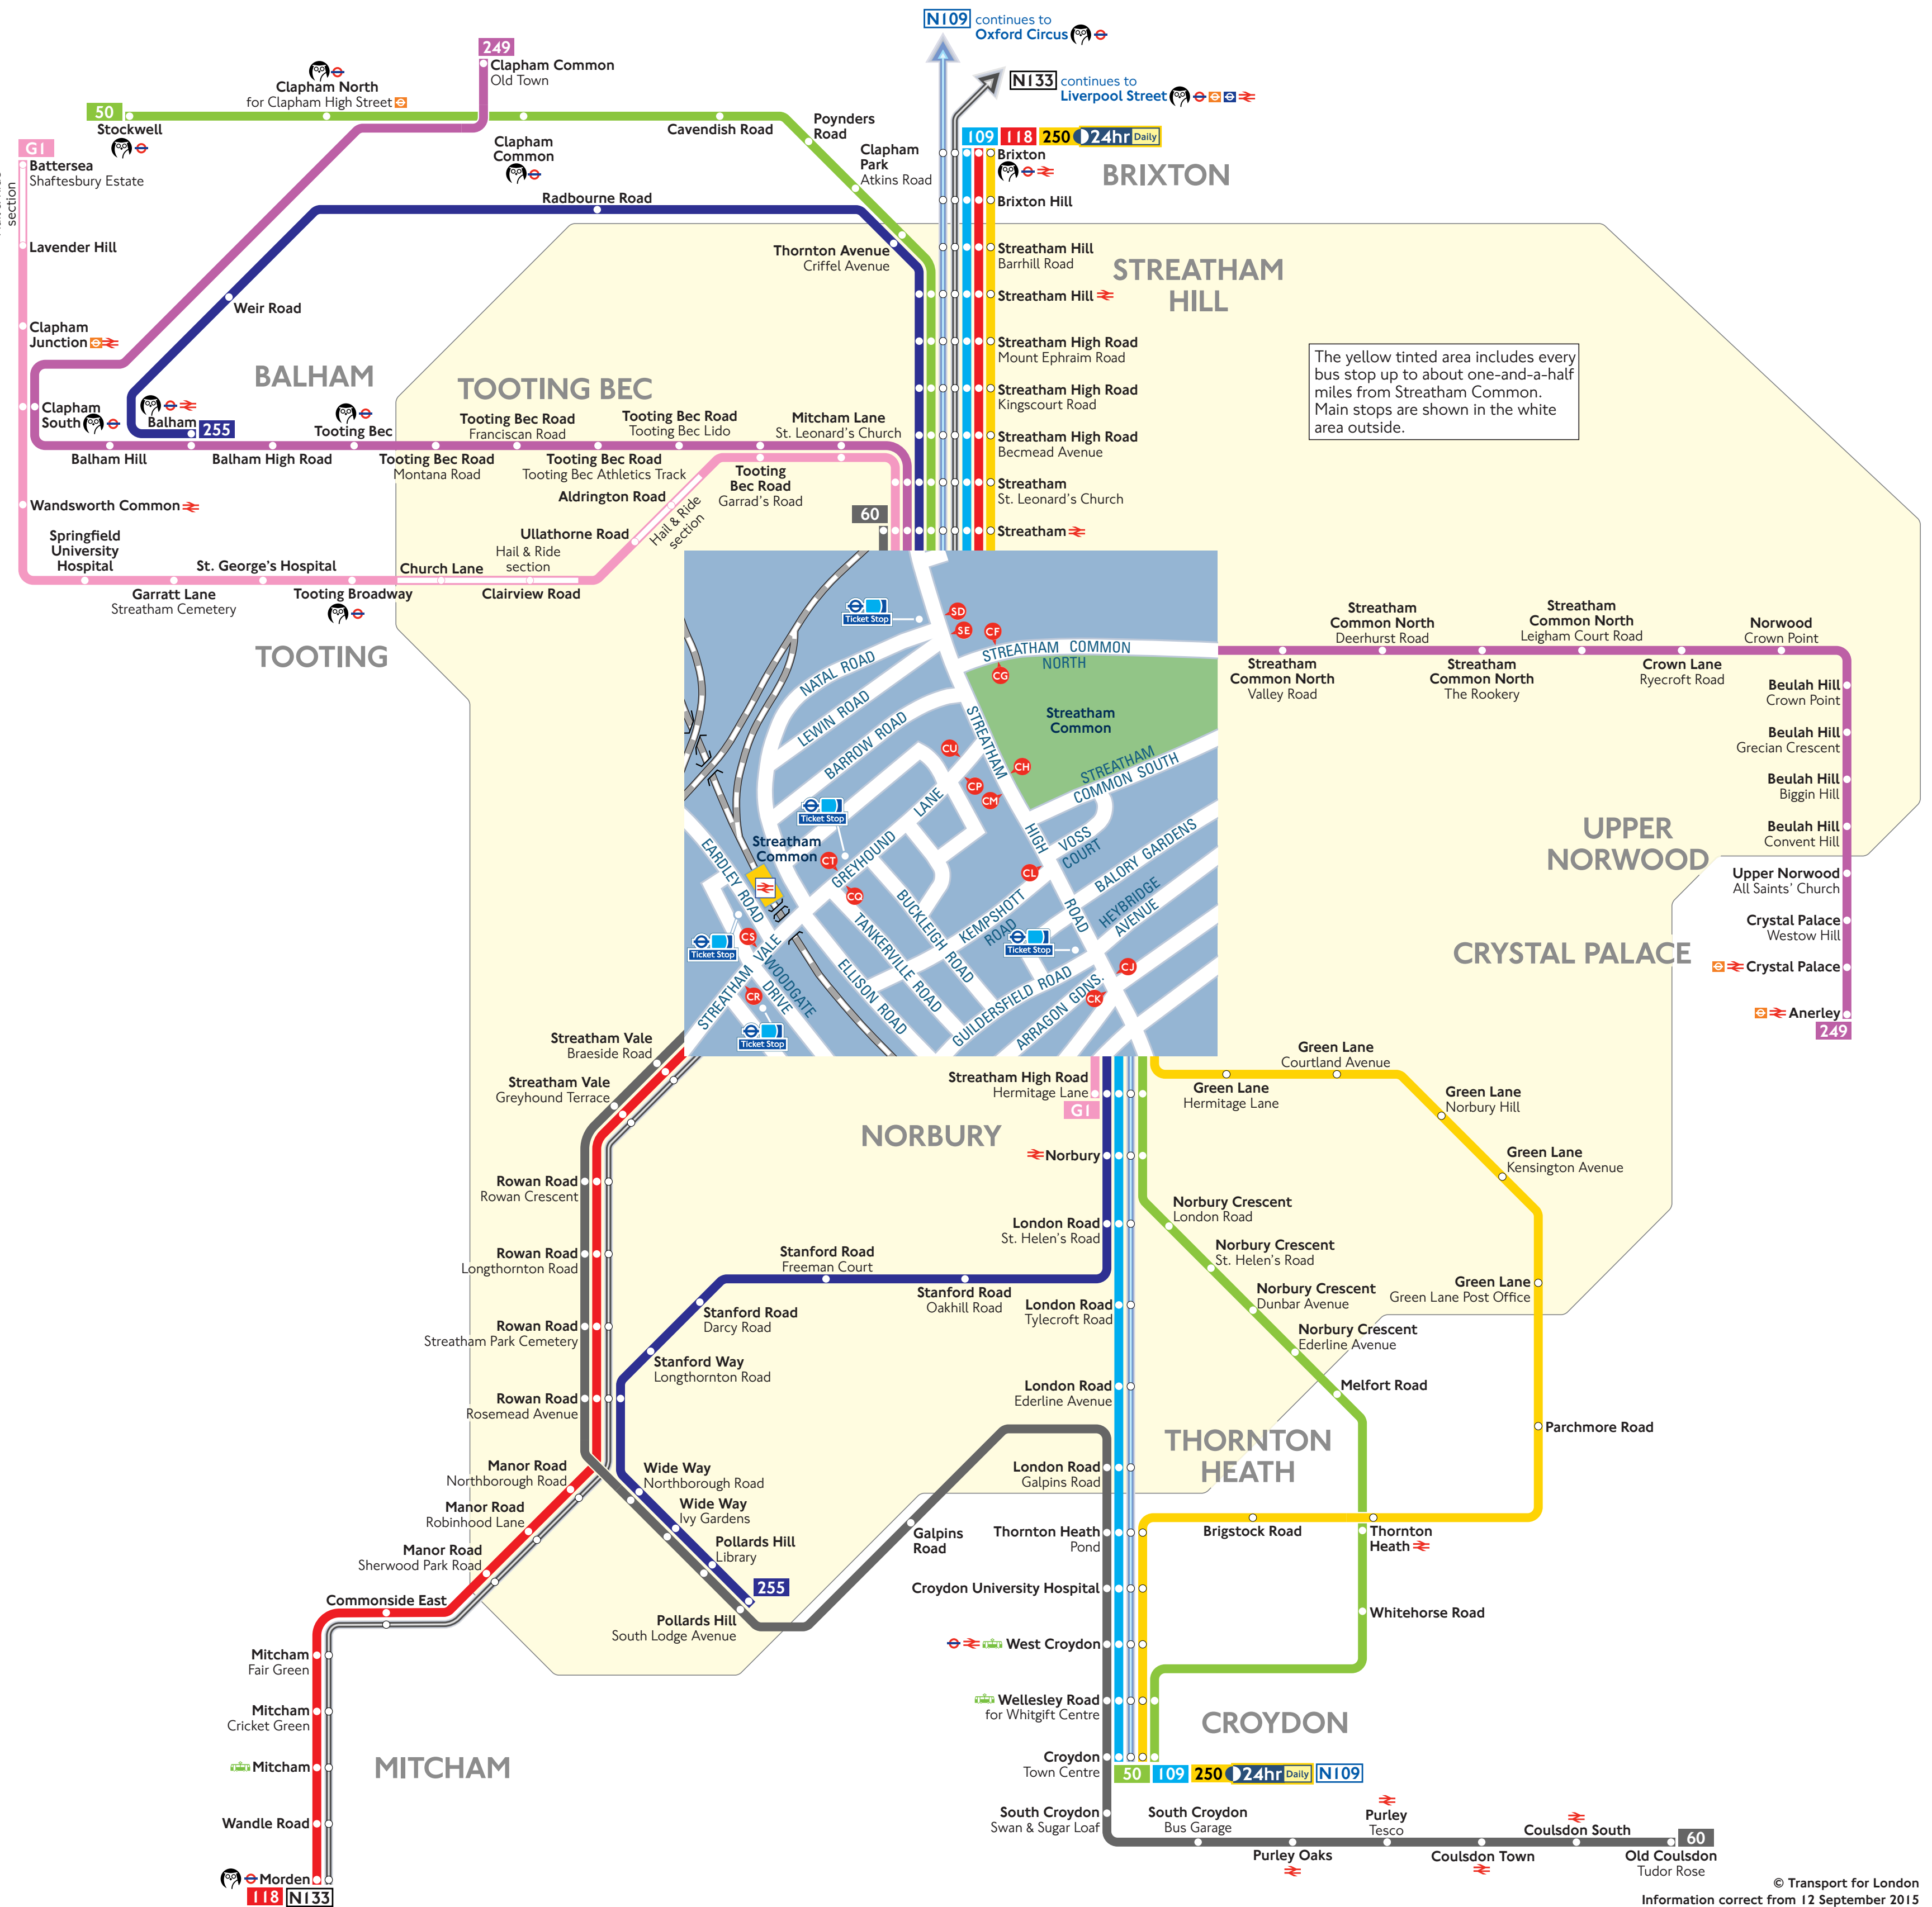 N109 continues to
Oxford Circus
N133 continues to
Liverpool Street
249
Clapham Common
Old Town
Clapham North
for Clapham High Street
50
Stockwell
Clapham
Common
Cavendish Road
Poynders
Road
Clapham
Park
Atkins Road
109 118 250 24hr Daily
Brixton
BRIXTON
Brixton Hill
G1
Battersea
Shaftesbury Estate
section
Lavender Hill
Radbourne Road
Thornton Avenue
Criffel Avenue
Streatham Hill
Barrhill Road
STREATHAM
HILL
Streatham Hill
Weir Road
Clapham
Junction
Streatham High Road
Mount Ephraim Road
The yellow tinted area includes every
bus stop up to about one-and-a-half
miles from Streatham Common.
Main stops are shown in the white
area outside.
BALHAM
TOOTING BEC
Streatham High Road
Kingscourt Road
Clapham
South
Balham
255
Tooting Bec
Tooting Bec Road
Franciscan Road
Tooting Bec Road
Tooting Bec Lido
Mitcham Lane
St. Leonard's Church
Streatham High Road
Becmead Avenue
Balham Hill
Balham High Road
Tooting Bec Road
Montana Road
Tooting Bec Road
Tooting Bec Athletics Track
Tooting
Bec Road
Garrad's Road
Streatham
St. Leonard's Church
Aldrington Road
Wandsworth Common
60
Streatham
Ullathorne Road
Hail & Ride
section
Springfield
University
Hospital
St. George's Hospital
Church Lane
Hail & Ride
section
Garratt Lane
Streatham Cemetery
Tooting Broadway
Clairview Road
TOOTING
Ticket Stop
SD
SE
CF
STREATHAM COMMON
NORTH
CG
NATAL ROAD
LEWIN ROAD
BARROW ROAD
Streatham
Common
STREATHAM
CU
CH
CP
CM
STREATHAM
COMMON SOUTH
LANE
Ticket Stop
HIGH
VOSS
COURT
Streatham
Common
CT
GREYHOUND
CL
BALORY GARDENS
EARDLEY ROAD
CQ
BUCKLEIGH ROAD
KEMPSHOTT
ROAD
ROAD
HEYBRIDGE
AVENUE
TANKERVILLE ROAD
Ticket Stop
CS
Ticket Stop
STREATHAM VALE
WOODGATE
DRIVE
ELLISON ROAD
CJ
CR
CK
GUILDERSFIELD ROAD
ARRAGON GDNS.
Ticket Stop
Streatham
Common North
Deerhurst Road
Streatham
Common North
Leigham Court Road
Norwood
Crown Point
Streatham
Common North
Valley Road
Streatham
Common North
The Rookery
Crown Lane
Ryecroft Road
Beulah Hill
Crown Point
Beulah Hill
Grecian Crescent
Beulah Hill
Biggin Hill
Beulah Hill
Convent Hill
UPPER
NORWOOD
Upper Norwood
All Saints' Church
Crystal Palace
Westow Hill
CRYSTAL PALACE
Crystal Palace
Anerley
249
Streatham Vale
Braeside Road
Streatham Vale
Greyhound Terrace
Streatham High Road
Hermitage Lane
G1
NORBURY
Norbury
Green Lane
Courtland Avenue
Green Lane
Hermitage Lane
Green Lane
Norbury Hill
Green Lane
Kensington Avenue
Rowan Road
Rowan Crescent
Norbury Crescent
London Road
London Road
St. Helen's Road
Norbury Crescent
St. Helen's Road
Rowan Road
Longthornton Road
Stanford Road
Freeman Court
Stanford Road
Oakhill Road
Norbury Crescent
Dunbar Avenue
Green Lane
Green Lane Post Office
London Road
Tylecroft Road
Stanford Road
Darcy Road
Rowan Road
Streatham Park Cemetery
Norbury Crescent
Ederline Avenue
Stanford Way
Longthornton Road
London Road
Ederline Avenue
Melfort Road
Rowan Road
Rosemead Avenue
Parchmore Road
THORNTON
HEATH
Manor Road
Northborough Road
Wide Way
Northborough Road
London Road
Galpins Road
Manor Road
Robinhood Lane
Wide Way
Ivy Gardens
Galpins
Road
Thornton Heath
Pond
Brigstock Road
Thornton
Heath
Manor Road
Sherwood Park Road
Pollards Hill
Library
255
Croydon University Hospital
Commonside East
Pollards Hill
South Lodge Avenue
Whitehorse Road
West Croydon
Mitcham
Fair Green
Mitcham
Cricket Green
Wellesley Road
for Whitgift Centre
CROYDON
MITCHAM
Mitcham
Croydon
Town Centre
50 109 250 24hr Daily N109
Wandle Road
South Croydon
Swan & Sugar Loaf
South Croydon
Bus Garage
Purley
Tesco
Coulsdon South
60
Purley Oaks
Coulsdon Town
Old Coulsdon
Tudor Rose
Morden
118 N133
© Transport for London
Information correct from 12 September 2015